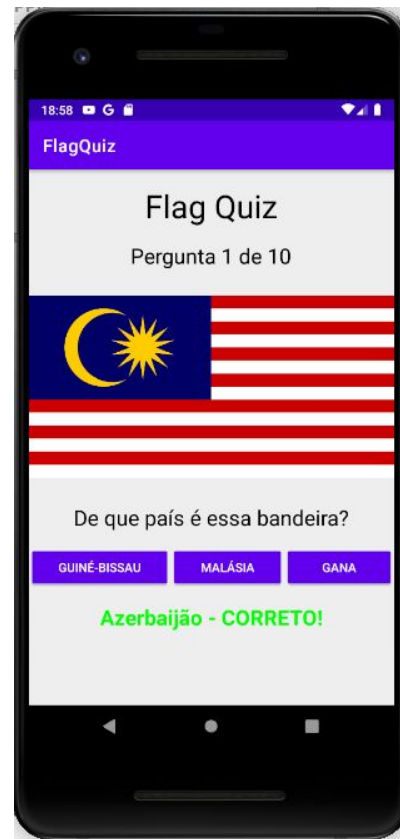 18:58 G
FlagQuiz
Flag Quiz
Pergunta 1 de 10
De que país é essa bandeira?
GUINÉ-BISSAU MALÁSIA GANA
Azerbaijão - CORRETO!